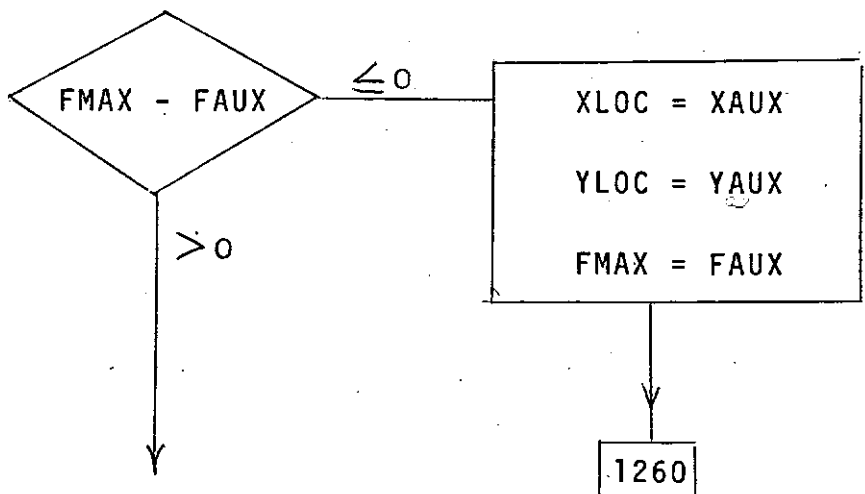 FMAX - FAUX
≤0
XLOC = XAUX
YLOC = YAUX
FMAX = FAUX
>0
1260